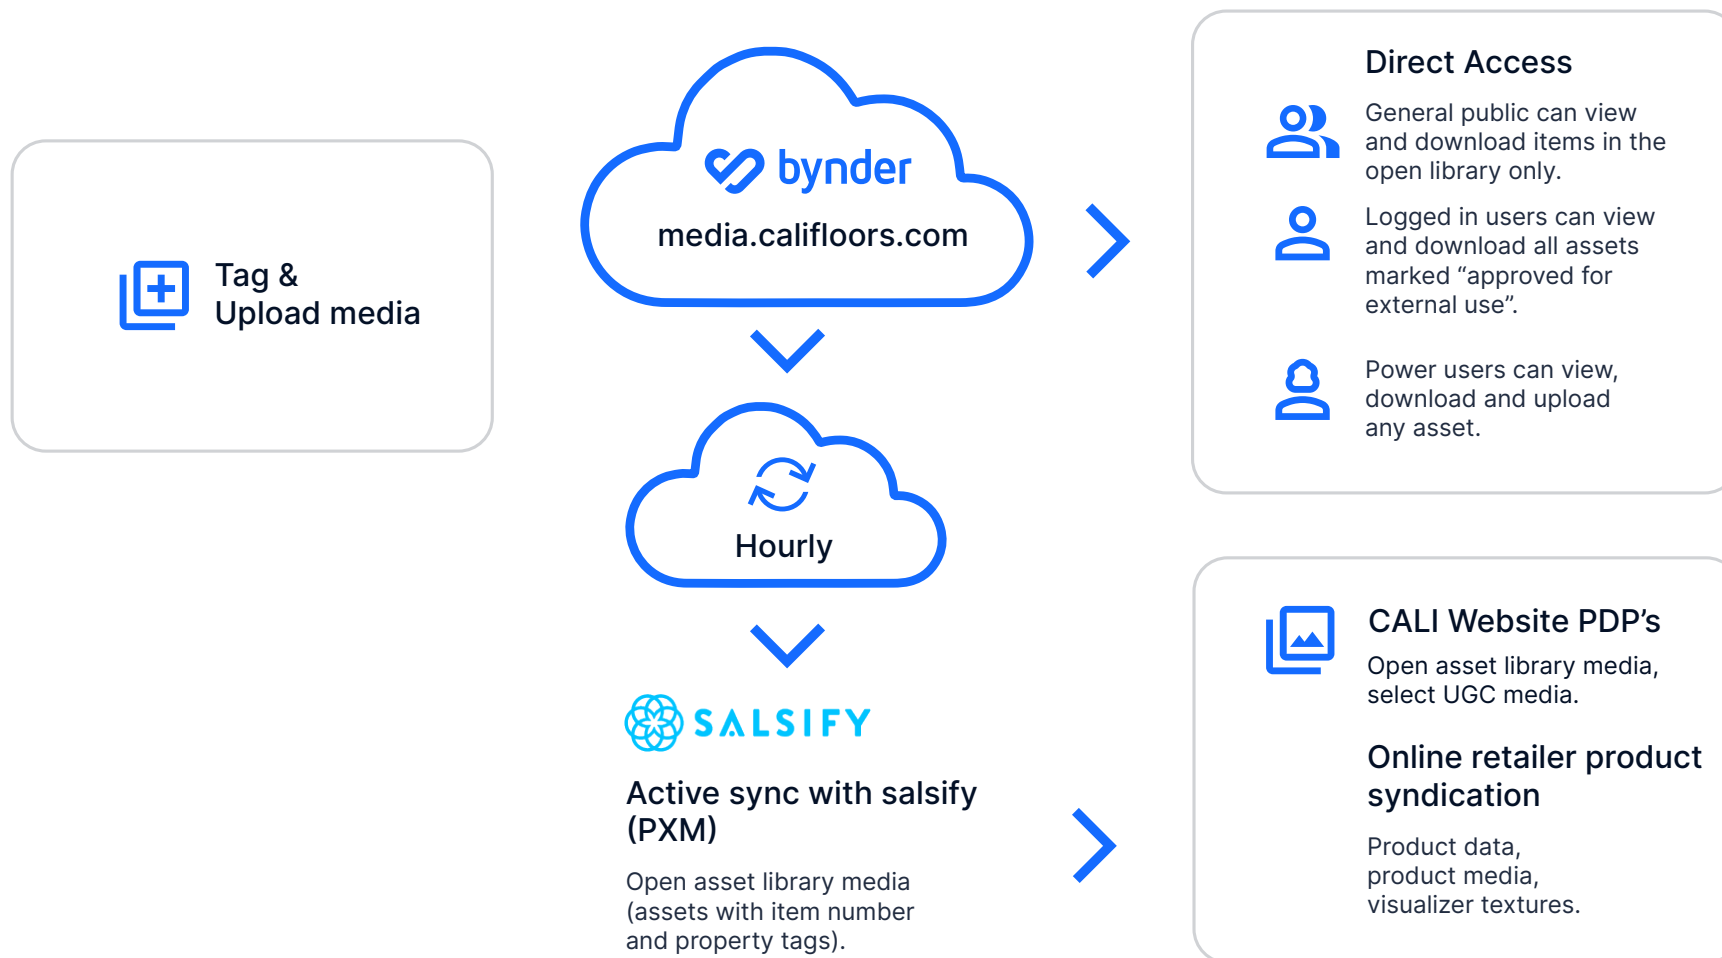 Tag &
Upload media
bynder
media.califloors.com
Hourly
SALSIFY
Active sync with salsify
(PXM)
Open asset library media
(assets with item number
and property tags).
Direct Access
General public can view
and download items in the
open library only.
Logged in users can view
and download all assets
marked “approved for
external use”.
Power users can view,
download and upload
any asset.
CALI Website PDP’s
Open asset library media,
select UGC media.
Online retailer product
syndication
Product data,
product media,
visualizer textures.